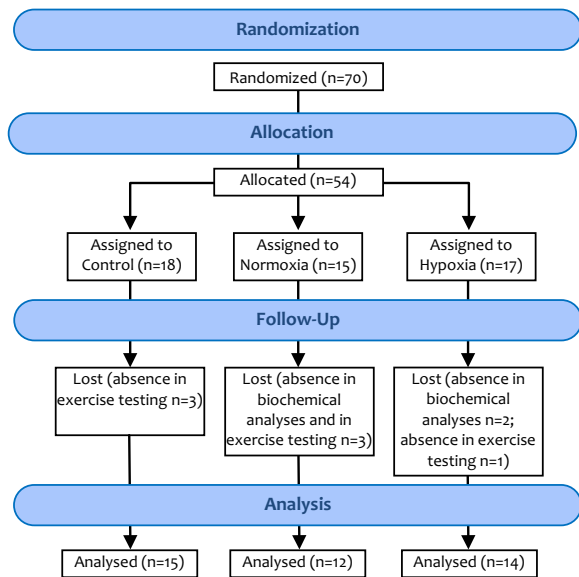 Randomization
Randomized (n=70)
Allocation
Allocated (n=54)
Assigned to
Control (n=18)
Assigned to
Normoxia (n=15)
Assigned to
Hypoxia (n=17)
Follow-Up
Lost (absence in
exercise testing n=3)
Lost (absence in
biochemical
analyses and in
exercise testing n=3)
Lost (absence in
biochemical
analyses n=2;
absence in exercise
testing n=1)
Analysis
Analysed (n=15)
Analysed (n=12)
Analysed (n=14)